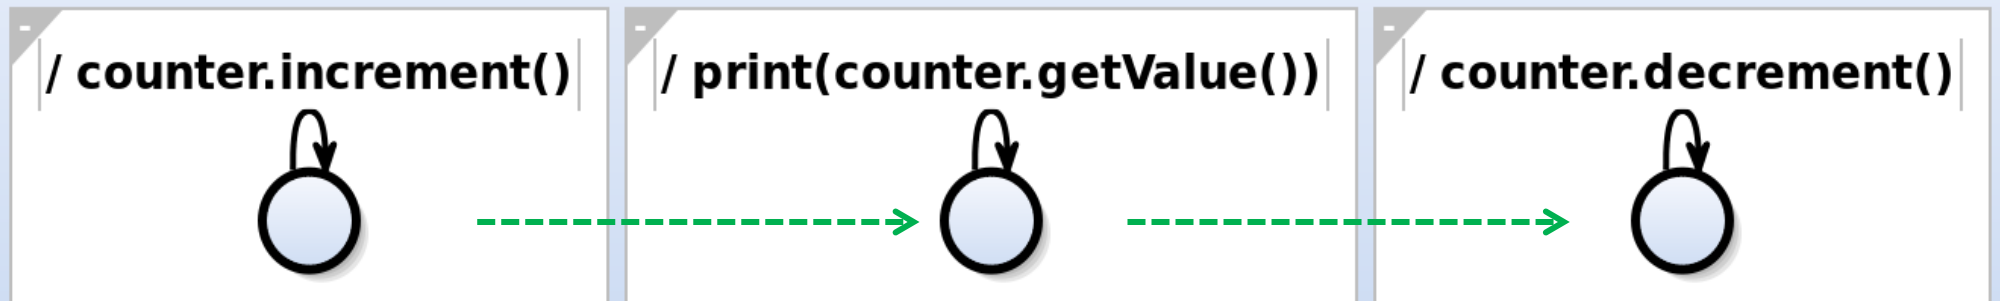 / counter.increment()
/ print(counter.getValue())
/ counter.decrement()